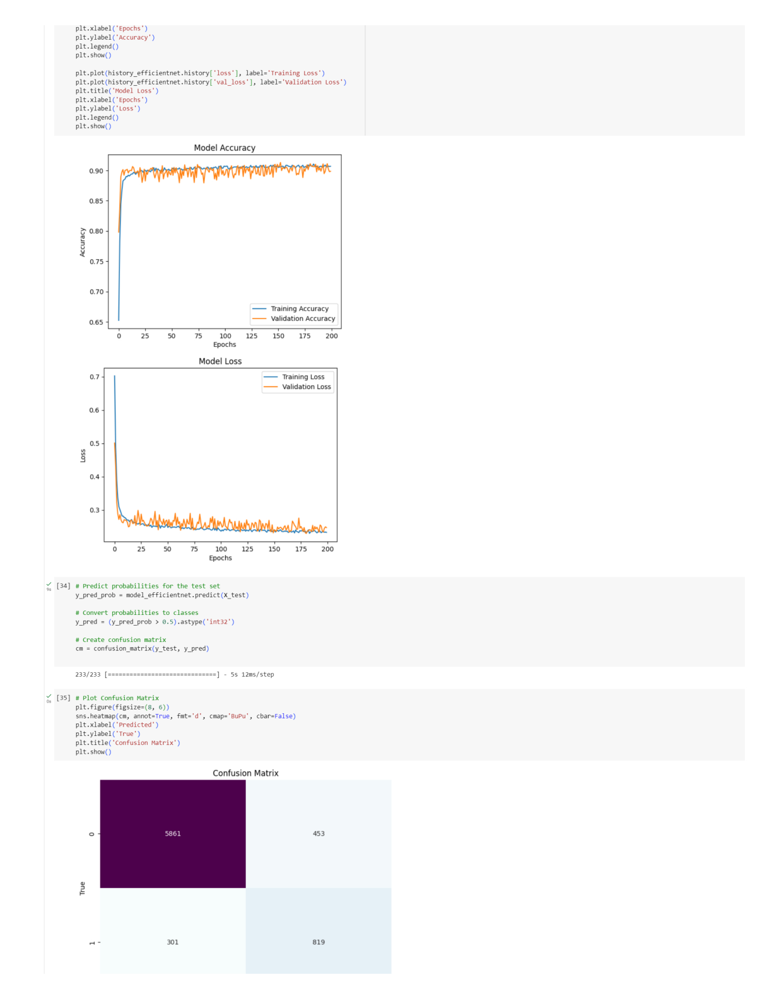 plt.xlabel('Epochs')
plt.ylabel('Accuracy')
plt.legend()
plt.show()
plt.plot(history_efficientnet.history['loss'], label='Training Loss')
plt.plot(history_efficientnet.history['val_loss'], label='Validation Loss')
plt.title('Model Loss')
plt.xlabel('Epochs')
plt.ylabel('Loss')
plt.legend()
plt.show()
Model Accuracy
0.90
0.85
0.80
0.75
0.70
0.65
Accuracy
Training Accuracy
Validation Accuracy
0 25 50 75 100 125 150 175 200
Epochs
Model Loss
0.7
0.6
0.5
0.4
0.3
Loss
Training Loss
Validation Loss
0 25 50 75 100 125 150 175 200
Epochs
9s
[34] # Predict probabilities for the test set
y_pred_prob = model_efficientnet.predict(X_test)
# Convert probabilities to classes
y_pred = (y_pred_prob > 0.5).astype('int32')
# Create confusion matrix
cm = confusion_matrix(y_test, y_pred)
233/233 [==============================] - 5s 12ms/step
0s
[35] # Plot Confusion Matrix
plt.figure(figsize=(8, 6))
sns.heatmap(cm, annot=True, fmt='d', cmap='BuPu', cbar=False)
plt.xlabel('Predicted')
plt.ylabel('True')
plt.title('Confusion Matrix')
plt.show()
Confusion Matrix
0 5861 453
True
1 301 819